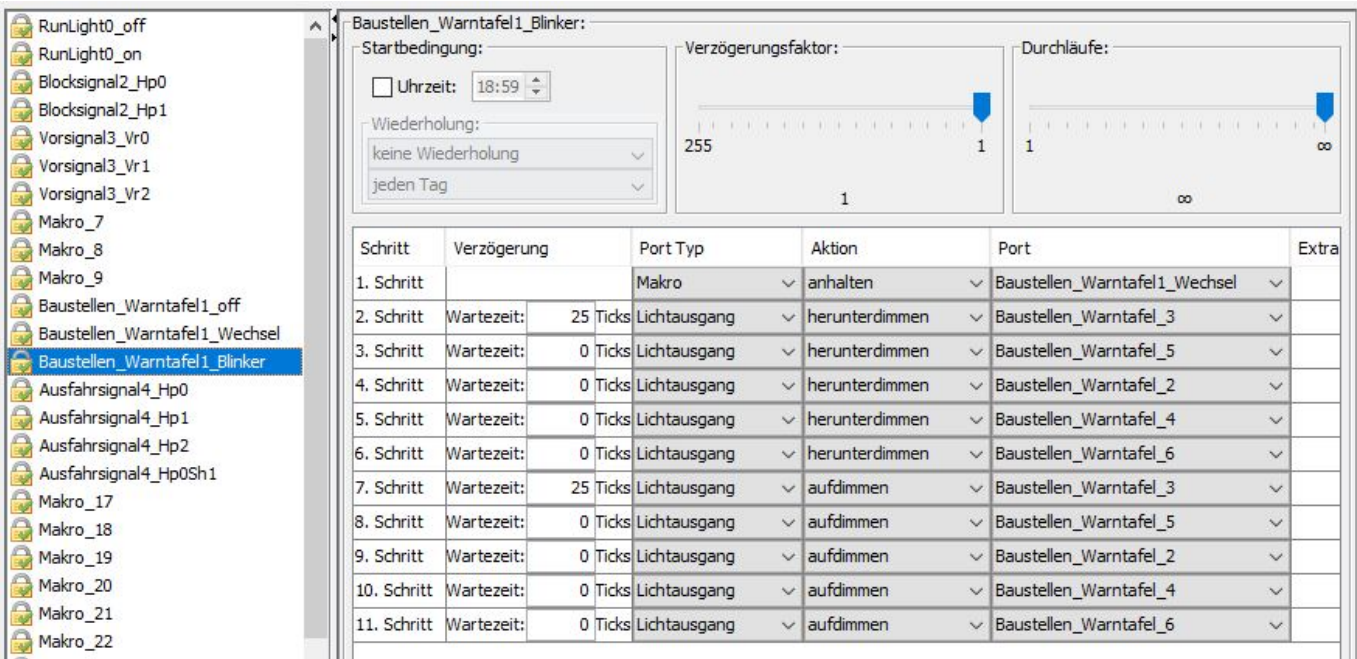 RunLight0_off
RunLight0_on
Blocksignal2_Hp0
Blocksignal2_Hp1
Vorsignal3_Vr0
Vorsignal3_Vr1
Vorsignal3_Vr2
Makro_7
Makro_8
Makro_9
Baustellen_Warntafel1_off
Baustellen_Warntafel1_Wechsel
Baustellen_Warntafel1_Blinker
Ausfahrsignal4_Hp0
Ausfahrsignal4_Hp1
Ausfahrsignal4_Hp2
Ausfahrsignal4_Hp0Sh1
Makro_17
Makro_18
Makro_19
Makro_20
Makro_21
Makro_22
Baustellen_Warntafel1_Blinker:
Startbedingung:
Uhrzeit: 18:59
Wiederholung:
keine Wiederholung
jeden Tag
Verzögerungsfaktor:
255 1
1
Durchläufe:
1 ∞
∞
Schritt Verzögerung Port Typ Aktion Port Extra
1. Schritt Makro anhalten Baustellen_Warntafel1_Wechsel
2. Schritt Wartezeit: 25 Ticks Lichtausgang herunterdimmen Baustellen_Warntafel_3
3. Schritt Wartezeit: 0 Ticks Lichtausgang herunterdimmen Baustellen_Warntafel_5
4. Schritt Wartezeit: 0 Ticks Lichtausgang herunterdimmen Baustellen_Warntafel_2
5. Schritt Wartezeit: 0 Ticks Lichtausgang herunterdimmen Baustellen_Warntafel_4
6. Schritt Wartezeit: 0 Ticks Lichtausgang herunterdimmen Baustellen_Warntafel_6
7. Schritt Wartezeit: 25 Ticks Lichtausgang aufdimmen Baustellen_Warntafel_3
8. Schritt Wartezeit: 0 Ticks Lichtausgang aufdimmen Baustellen_Warntafel_5
9. Schritt Wartezeit: 0 Ticks Lichtausgang aufdimmen Baustellen_Warntafel_2
10. Schritt Wartezeit: 0 Ticks Lichtausgang aufdimmen Baustellen_Warntafel_4
11. Schritt Wartezeit: 0 Ticks Lichtausgang aufdimmen Baustellen_Warntafel_6